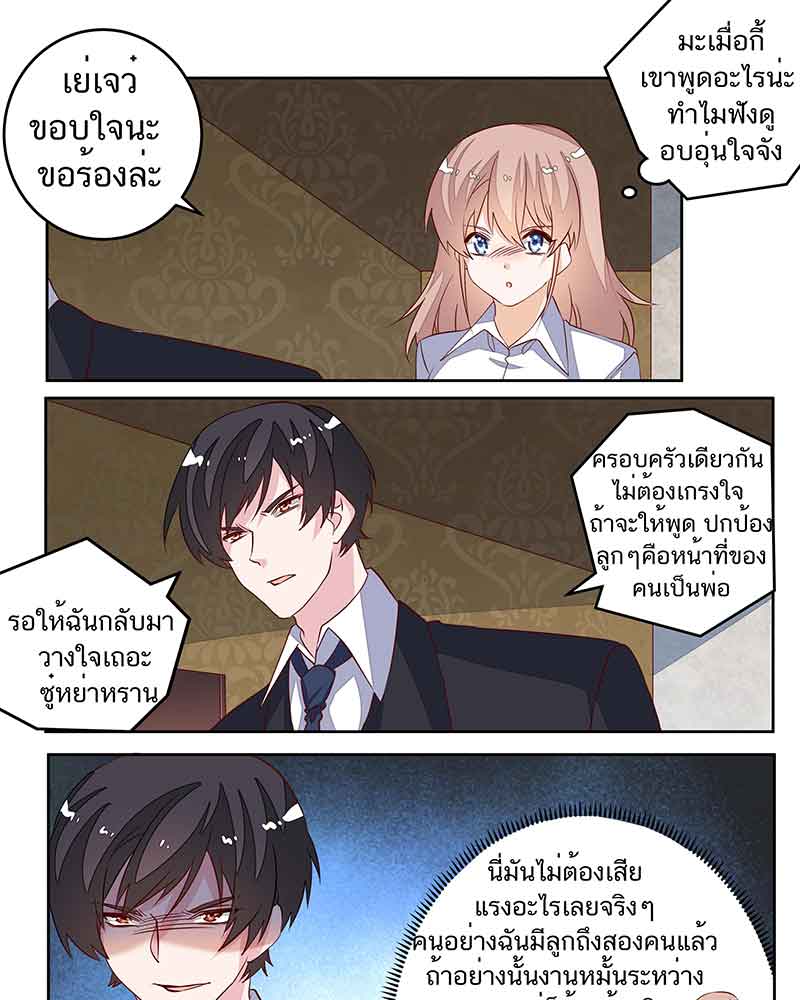 เย่เจว๋
ขอบใจนะ
ขอร้องล่ะ
มะเมื่อกี้
เขาพูดอะไรน่ะ
ทำไมฟังดู
อบอุ่นใจจัง
ครอบครัวเดียวกัน
ไม่ต้องเกรงใจ
ถ้าจะให้พูด ปกป้อง
ลูกๆคือหน้าที่ของ
คนเป็นพ่อ
รอให้ฉันกลับมา
วางใจเถอะ
ซู๋หย่าหราน
นี่มันไม่ต้องเสีย
แรงอะไรเลยจริงๆ
คนอย่างฉันมีลูกถึงสองคนแล้ว
ถ้าอย่างนั้นงานหมั้นระหว่าง